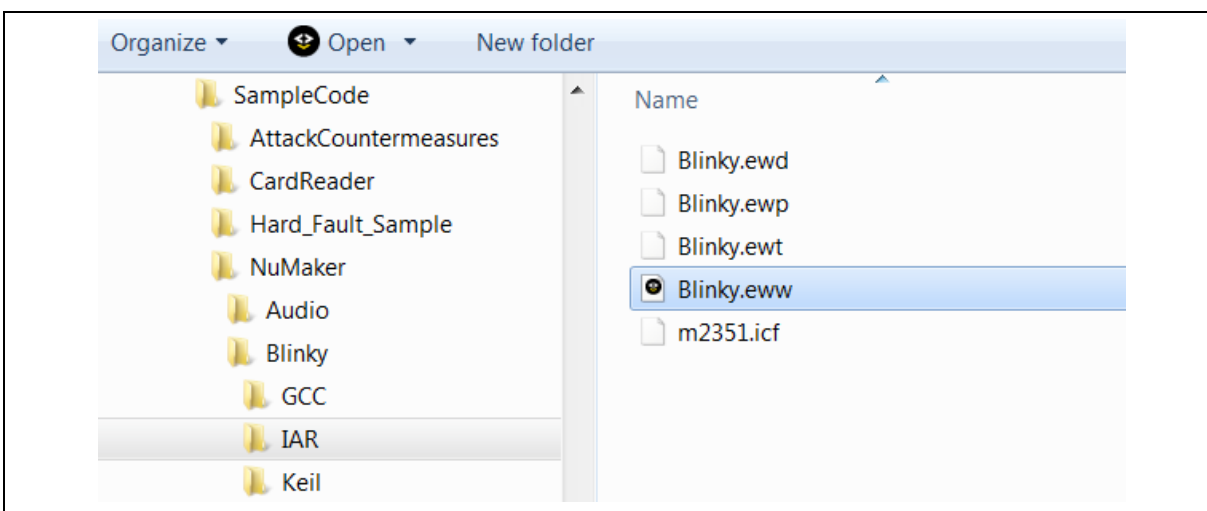 Organize Open New folder
SampleCode
AttackCountermeasures
CardReader
Hard_Fault_Sample
NuMaker
Audio
Blinky
GCC
IAR
Keil
Name
Blinky.ewd
Blinky.ewp
Blinky.ewt
Blinky.eww
m2351.icf